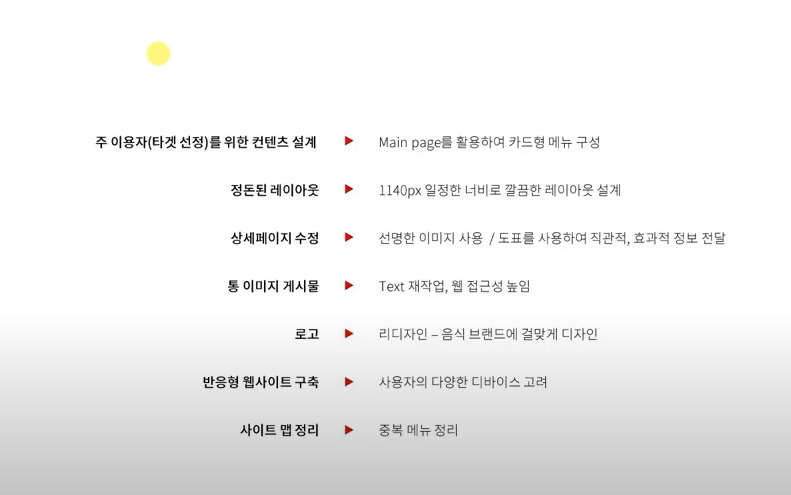 주 이용자(타겟 선정)를 위한 컨텐츠 설계 ▶ Main page를 활용하여 카드형 메뉴 구성
정돈된 레이아웃 ▶ 1140px 일정한 너비로 깔끔한 레이아웃 설계
상세페이지 수정 ▶ 선명한 이미지 사용 / 도표를 사용하여 직관적, 효과적 정보 전달
통 이미지 게시물 ▶ Text 재작업, 웹 접근성 높임
로고 ▶ 리디자인 – 음식 브랜드에 걸맞게 디자인
반응형 웹사이트 구축 ▶ 사용자의 다양한 디바이스 고려
사이트 맵 정리 ▶ 중복 메뉴 정리